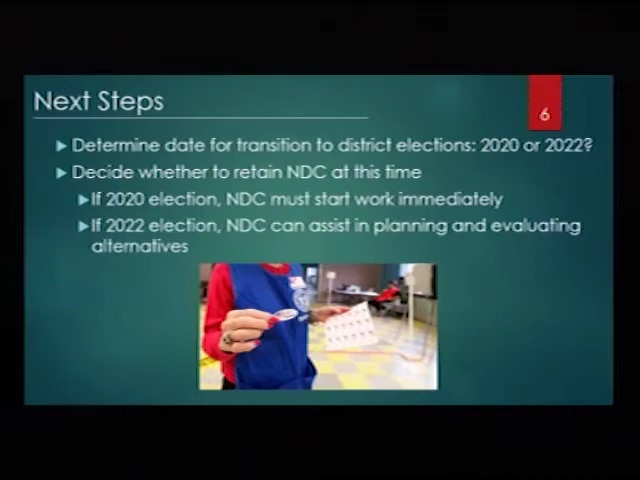 Next Steps
6
Determine date for transition to district elections: 2020 or 2022?
Decide whether to retain NDC at this time
If 2020 election, NDC must start work immediately
If 2022 election, NDC can assist in planning and evaluating
alternatives